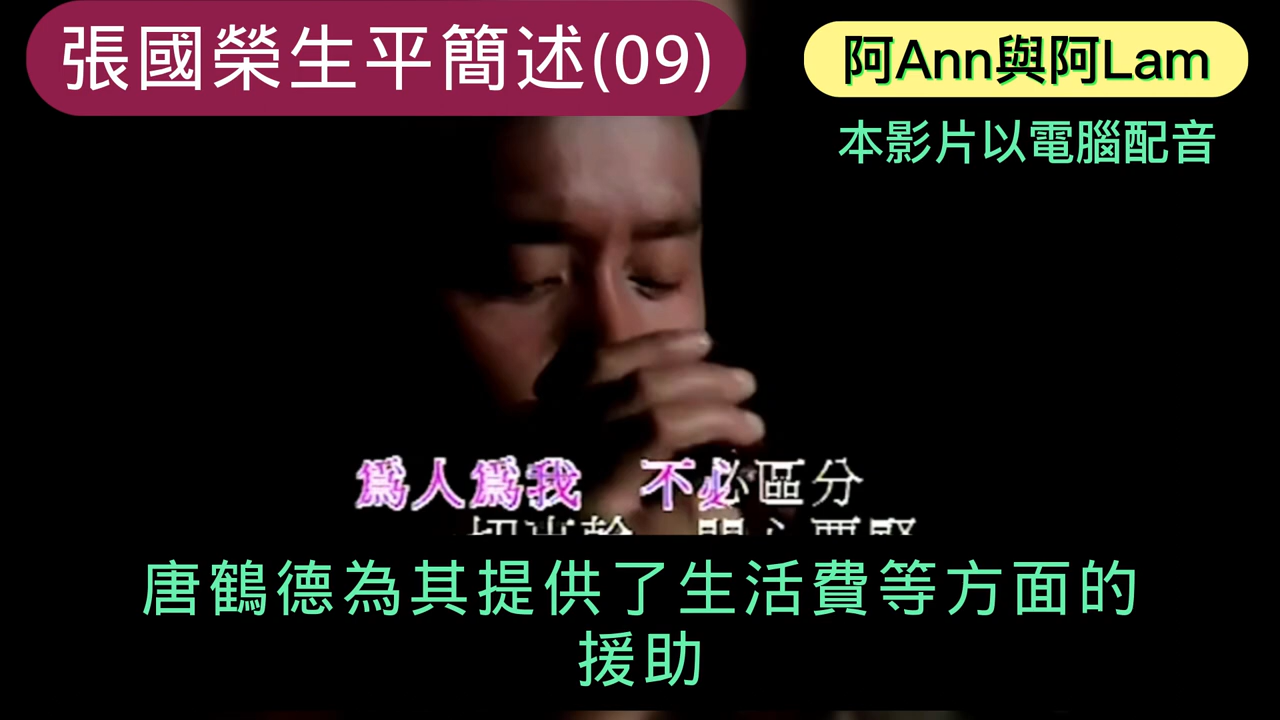 張國榮生平簡述(09)
阿Ann與阿Lam
本影片以電腦配音
為人為我 不必區分
唐鶴德為其提供了生活費等方面的
援助